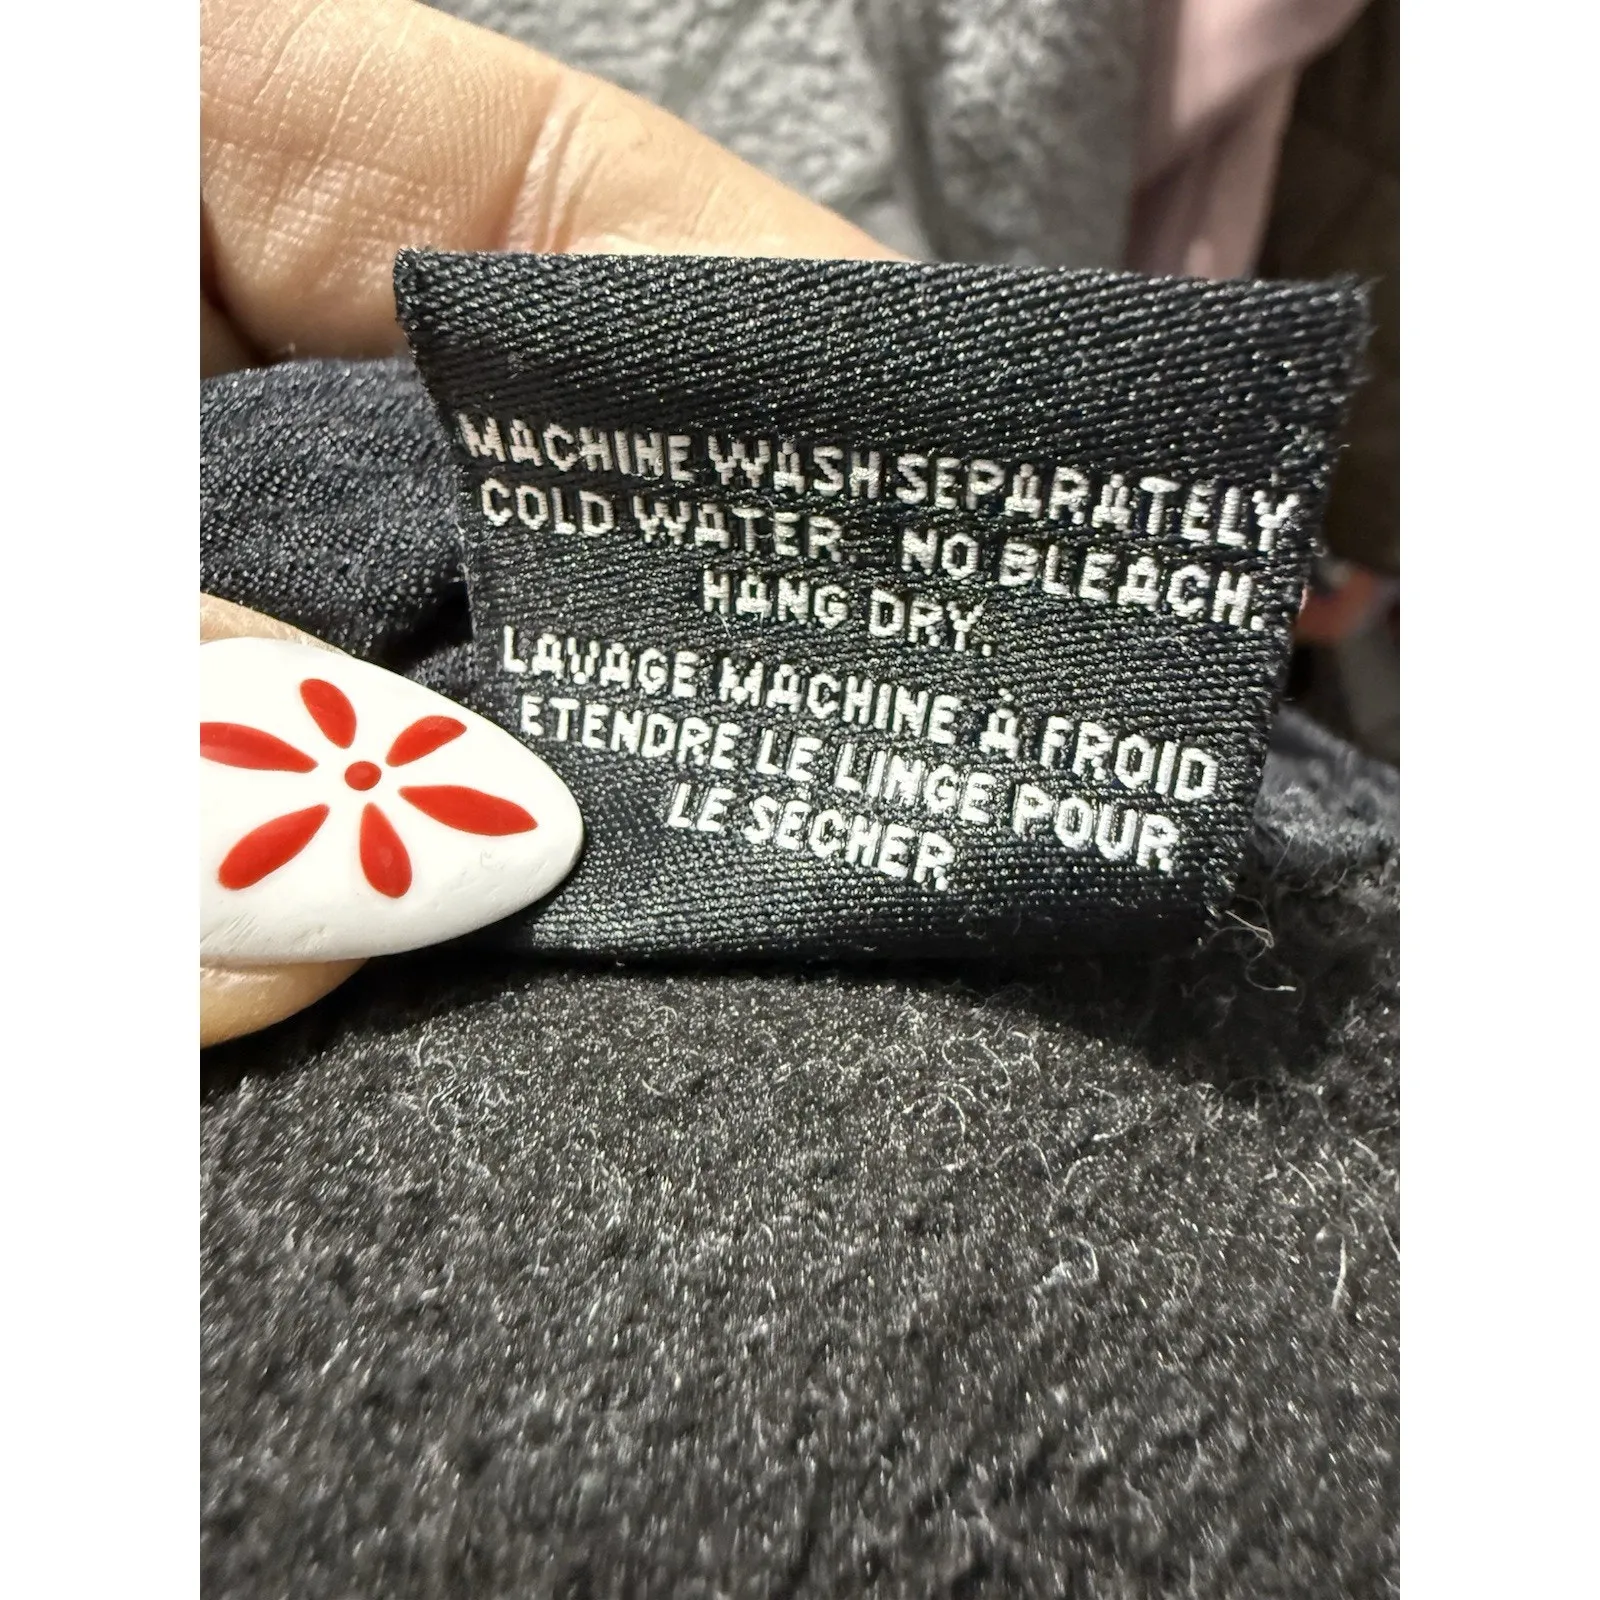 MACHINE WASH SEPARATELY
COLD WATER. NO BLEACH.
HANG DRY.
LAVAGE MACHINE À FROID
ETENDRE LE LINGE POUR
LE SECHER.